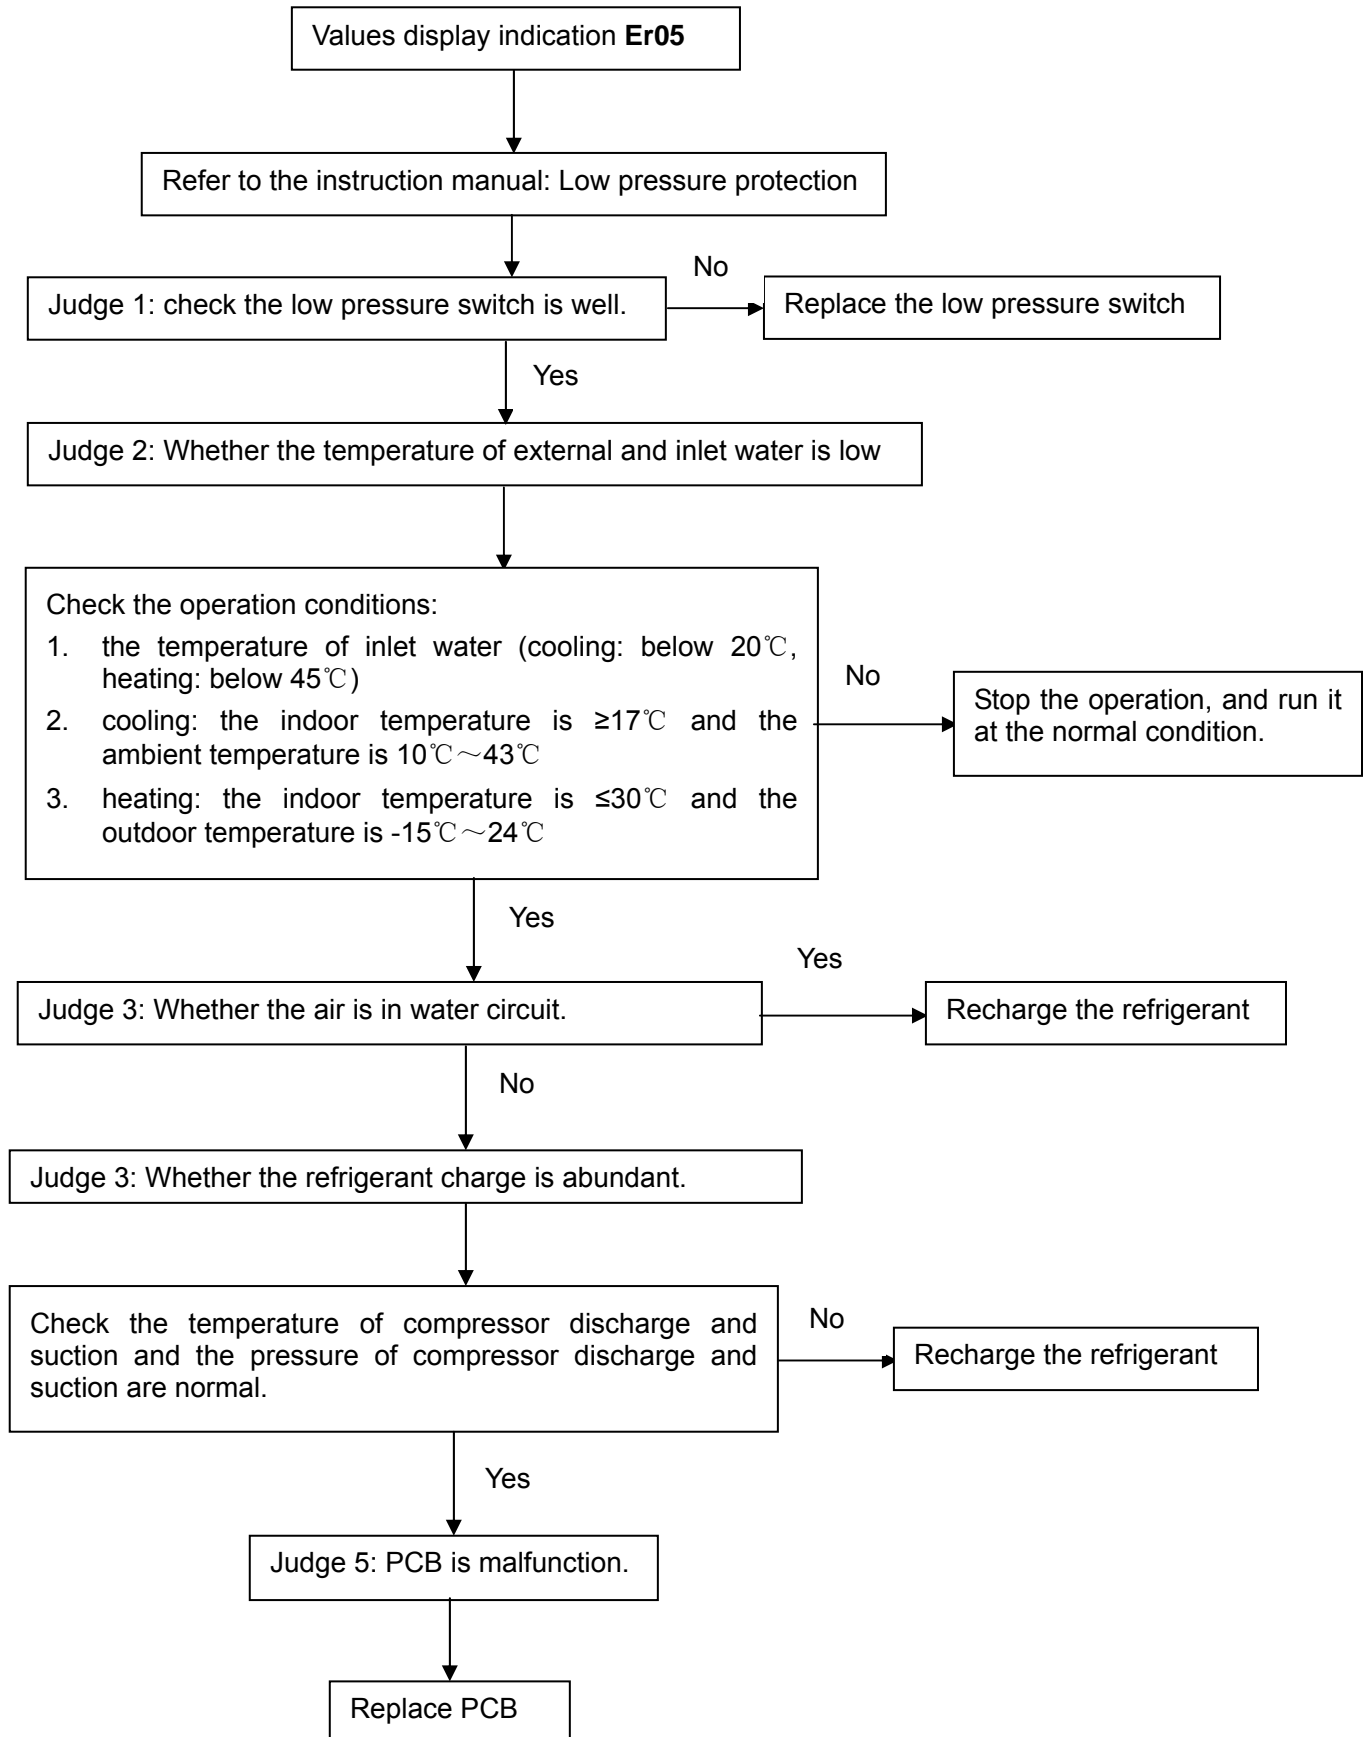 Values display indication Er05
Refer to the instruction manual: Low pressure protection
No
Judge 1: check the low pressure switch is well.
Replace the low pressure switch
Yes
Judge 2: Whether the temperature of external and inlet water is low
Check the operation conditions:
1. the temperature of inlet water (cooling: below 20℃,
heating: below 45℃)
2. cooling: the indoor temperature is ≥17℃ and the
ambient temperature is 10℃～43℃
3. heating: the indoor temperature is ≤30℃ and the
outdoor temperature is -15℃～24℃
No
Stop the operation, and run it
at the normal condition.
Yes
Yes
Judge 3: Whether the air is in water circuit.
Recharge the refrigerant
No
Judge 3: Whether the refrigerant charge is abundant.
Check the temperature of compressor discharge and
suction and the pressure of compressor discharge and
suction are normal.
No
Recharge the refrigerant
Yes
Judge 5: PCB is malfunction.
Replace PCB